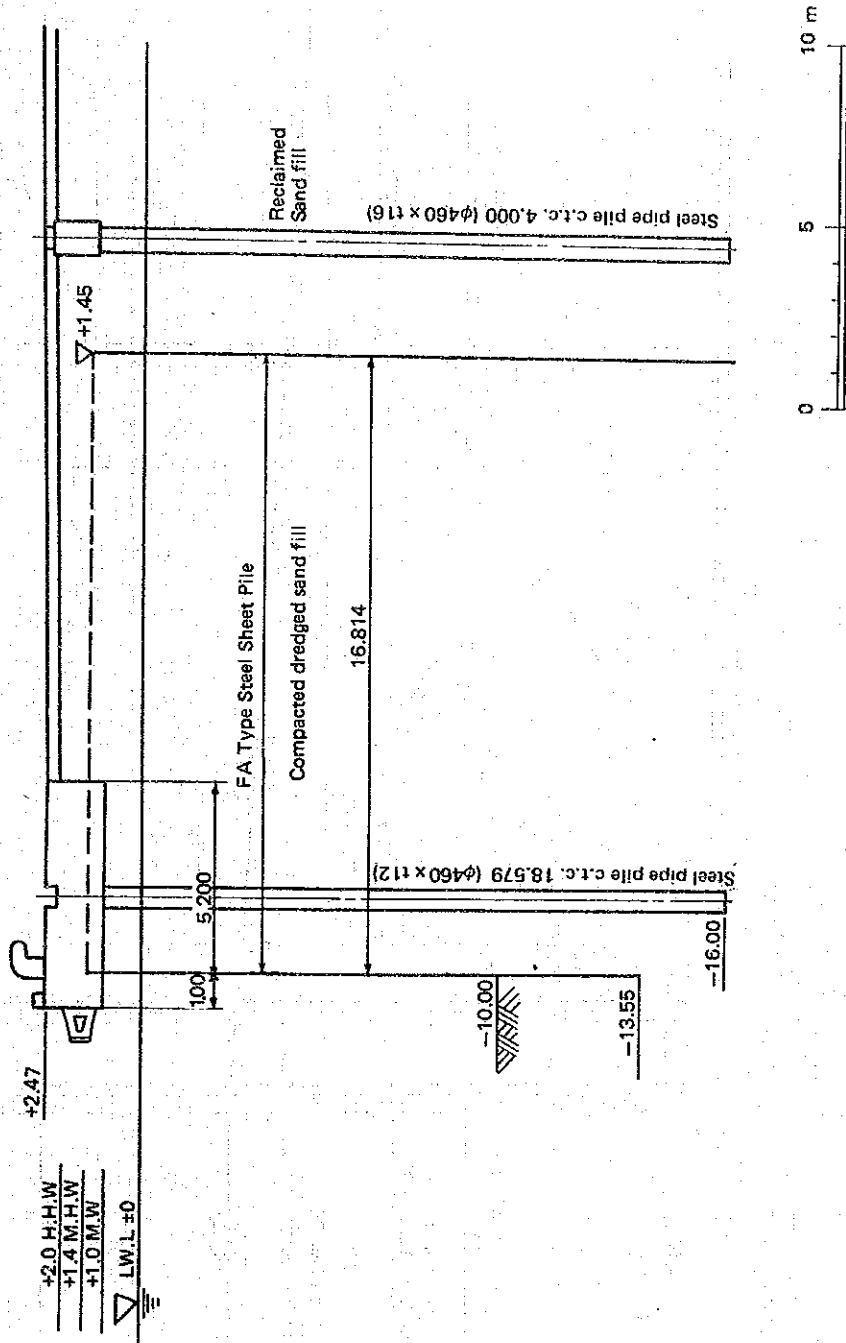 +2.47
+2.0 H.H.W
+1.4 M.H.W
+1.0 M.W
LW.L ±0
+1.45
Reclaimed
Sand fill
FA Type Steel Sheet Pile
Compacted dredged sand fill
16.814
5.200
1.00
-10.00
-13.55
-16.00
Steel pipe pile c.t.c. 18.579 (φ460 x t12)
Steel pipe pile c.t.c. 4.000 (φ460 x t16)
0 5 10 m